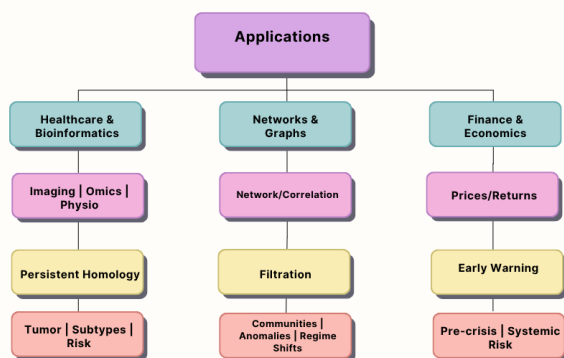 Applications
Healthcare &
Bioinformatics
Networks &
Graphs
Finance &
Economics
Imaging | Omics |
Physio
Network/Correlation
Prices/Returns
Persistent Homology
Filtration
Early Warning
Tumor | Subtypes |
Risk
Communities |
Anomalies | Regime
Shifts
Pre-crisis | Systemic
Risk